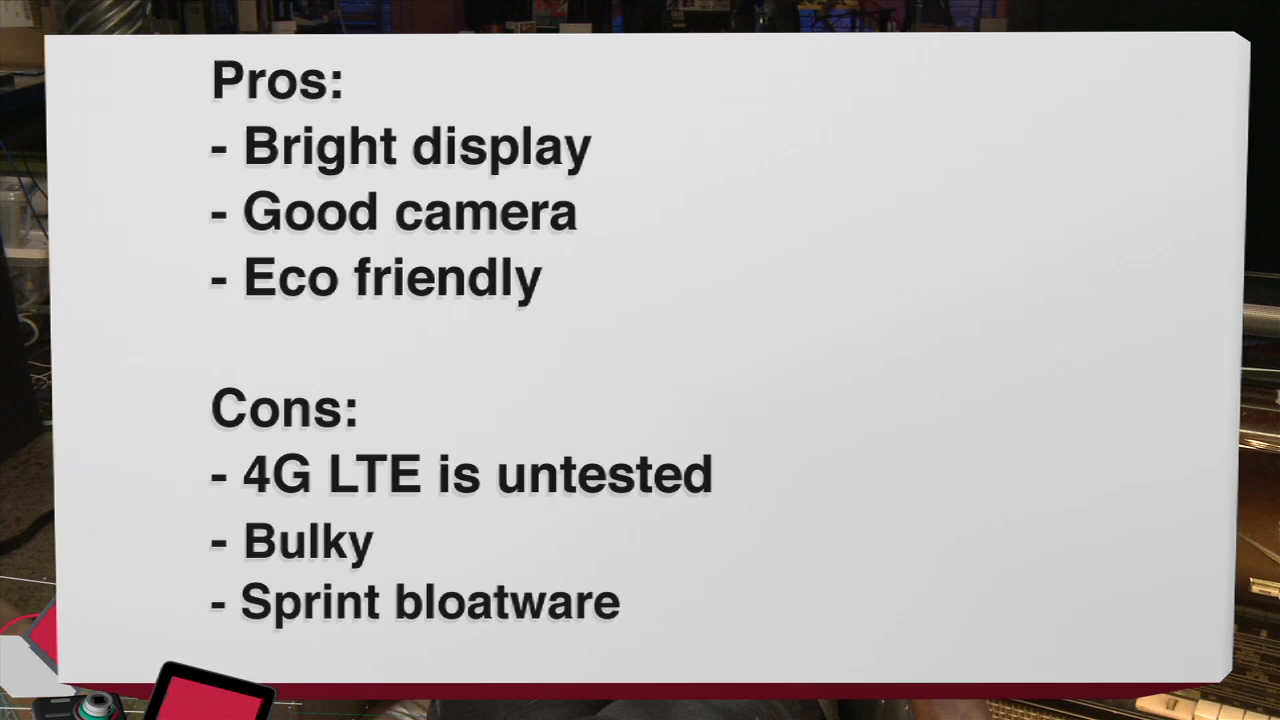 Pros:
- Bright display
- Good camera
- Eco friendly
Cons:
- 4G LTE is untested
- Bulky
- Sprint bloatware